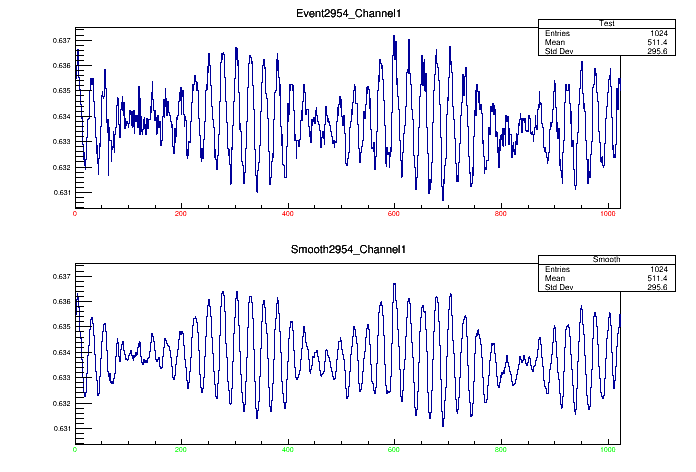 Event2954_Channel1
Test
Entries 1024
Mean 511.4
Std Dev 295.6
0.637
0.636
0.635
0.634
0.633
0.632
0.631
0 200 400 600 800 1000
Smooth2954_Channel1
Smooth
Entries 1024
Mean 511.4
Std Dev 295.6
0.637
0.636
0.635
0.634
0.633
0.632
0.631
0 200 400 600 800 1000